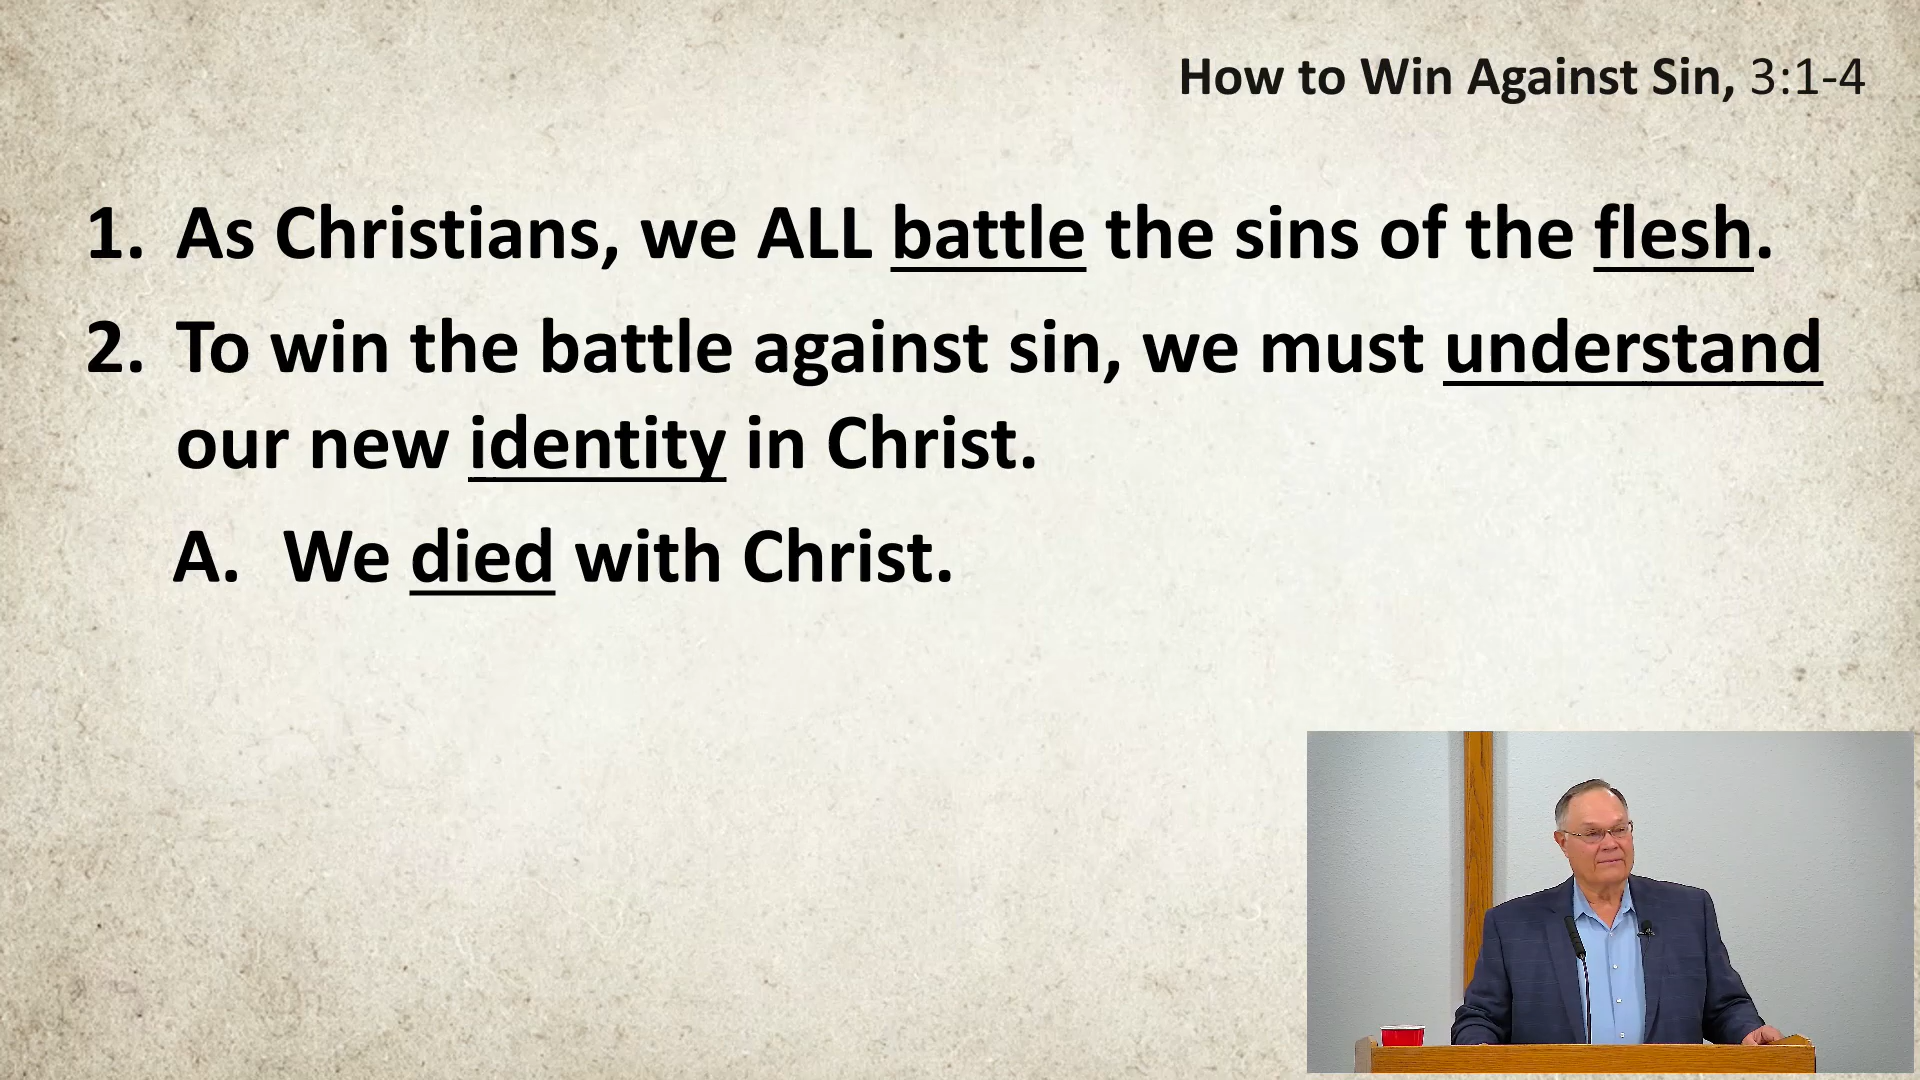 How to Win Against Sin, 3:1-4
1. As Christians, we ALL battle the sins of the flesh.
2. To win the battle against sin, we must understand
our new identity in Christ.
A. We died with Christ.